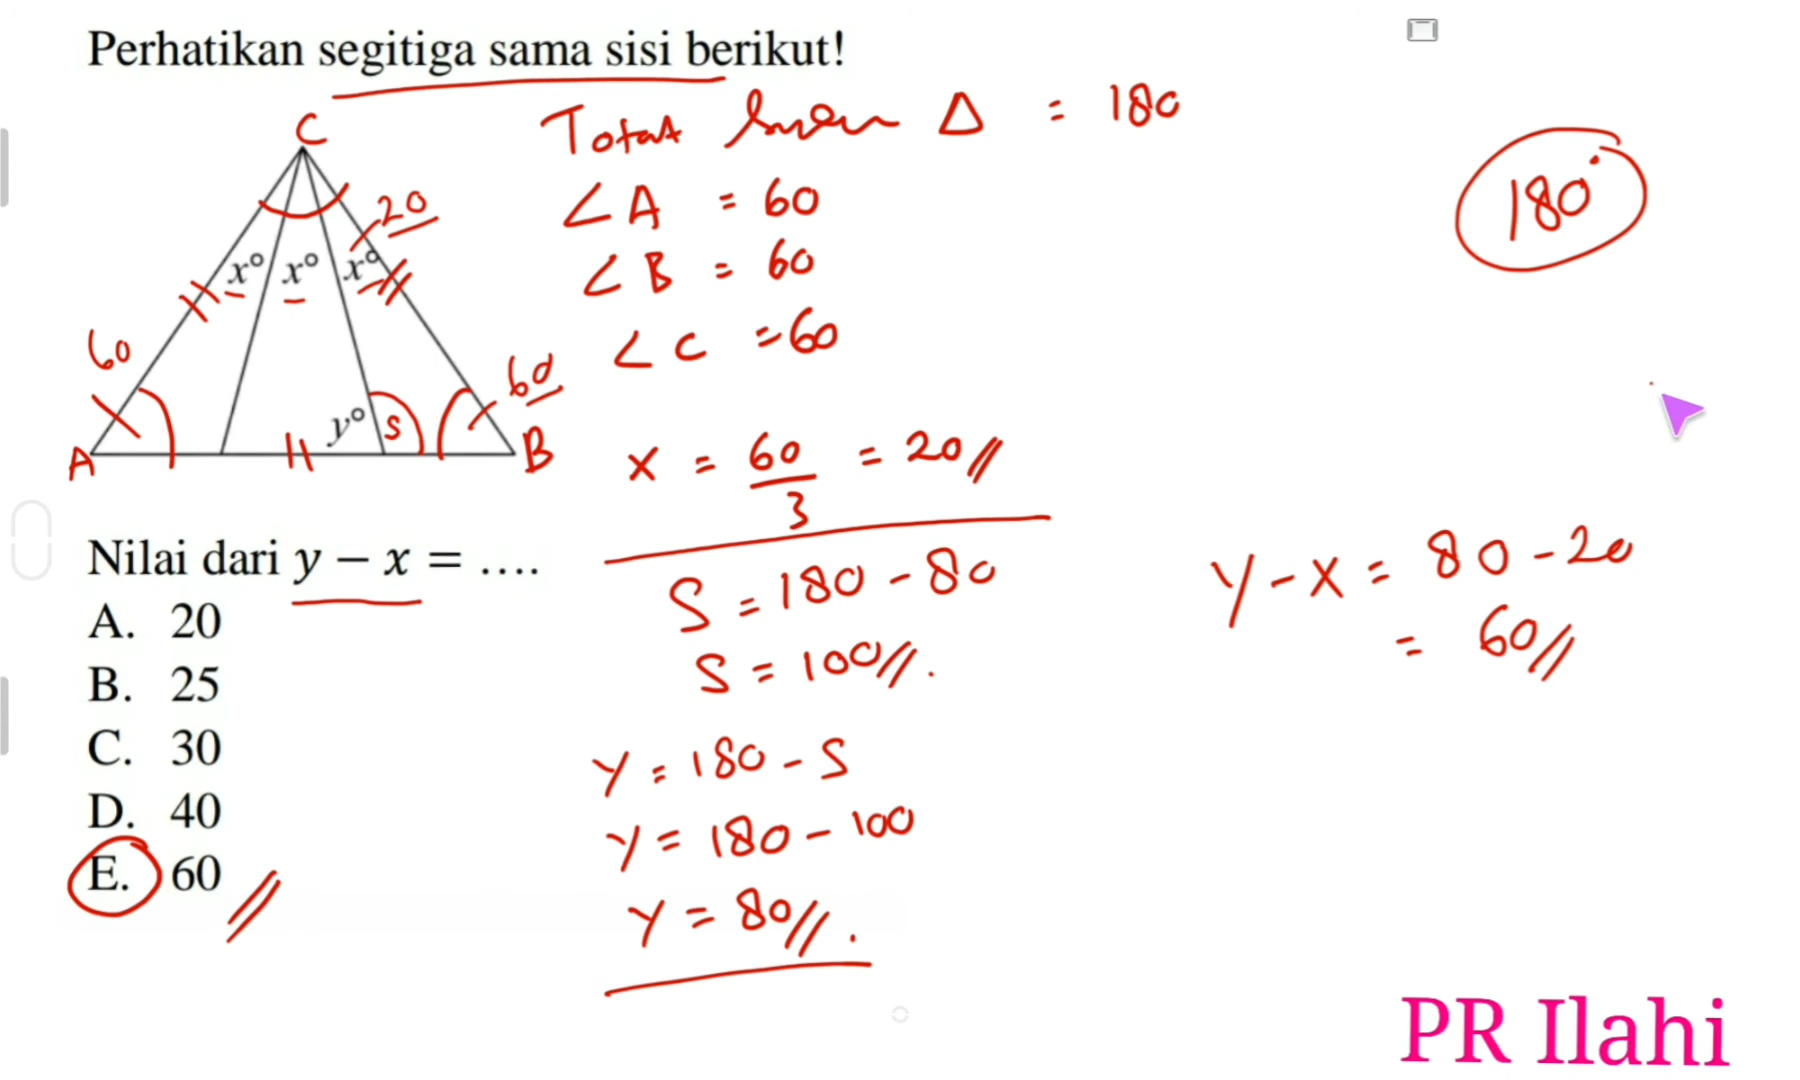 Perhatikan segitiga sama sisi berikut!
C
Total △ = 180
180°
20
∠A = 60
x° x° x°
∠B = 60
60
∠C = 60
60
y° S
A
B
x = 60/3 = 20//
Nilai dari y − x = ....
A. 20
B. 25
C. 30
D. 40
E. 60 //
S = 180 - 80
S = 100//.
Y = 180 - S
Y = 180 - 100
Y = 80//.
Y - X = 80 - 20
= 60//
PR Ilahi